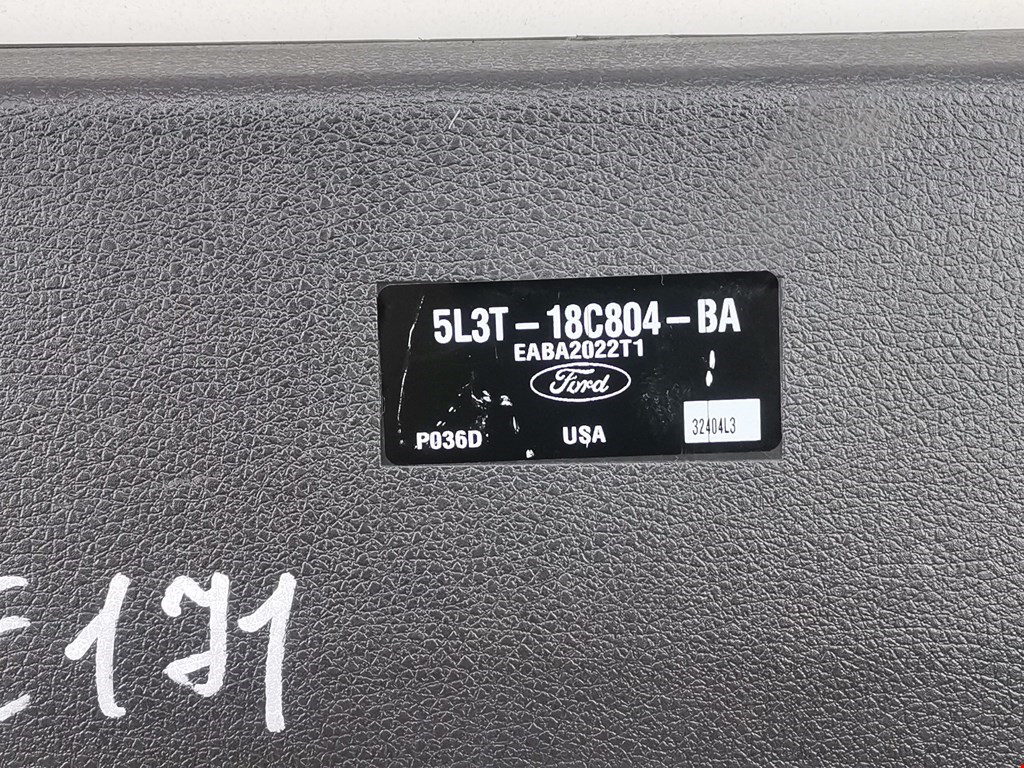 5L3T-18C804-BA
EABA2022T1
Ford
P036D USA 32404L3
E171